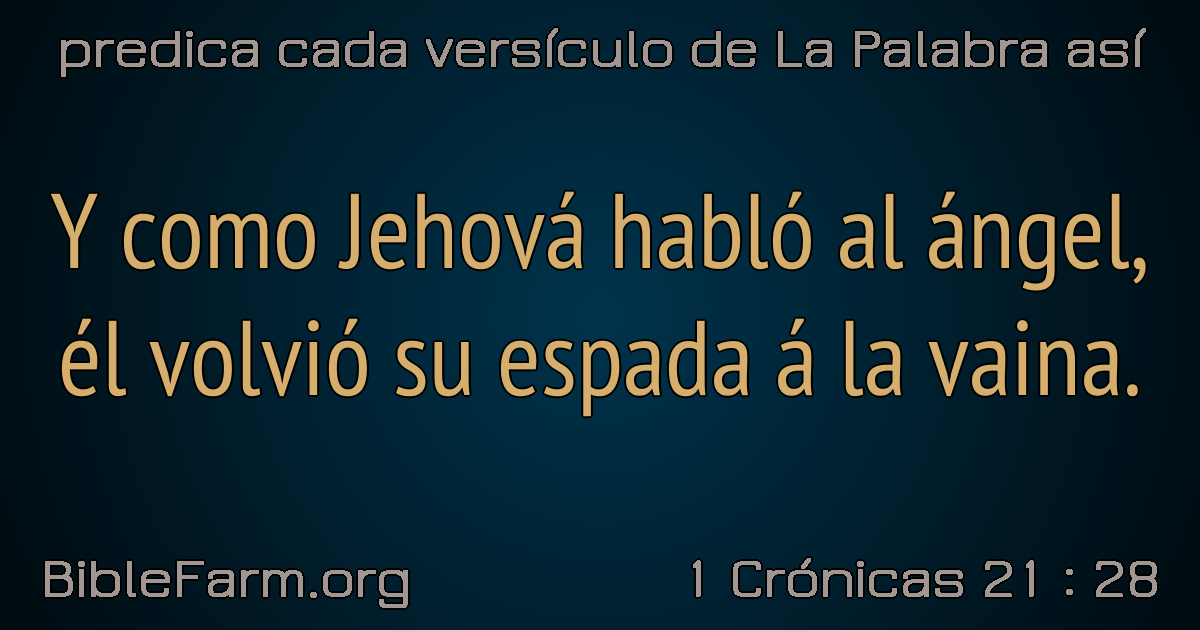 predica cada versículo de La Palabra así
Y como Jehová habló al ángel,
él volvió su espada á la vaina.
BibleFarm.org
1 Crónicas 21 : 28